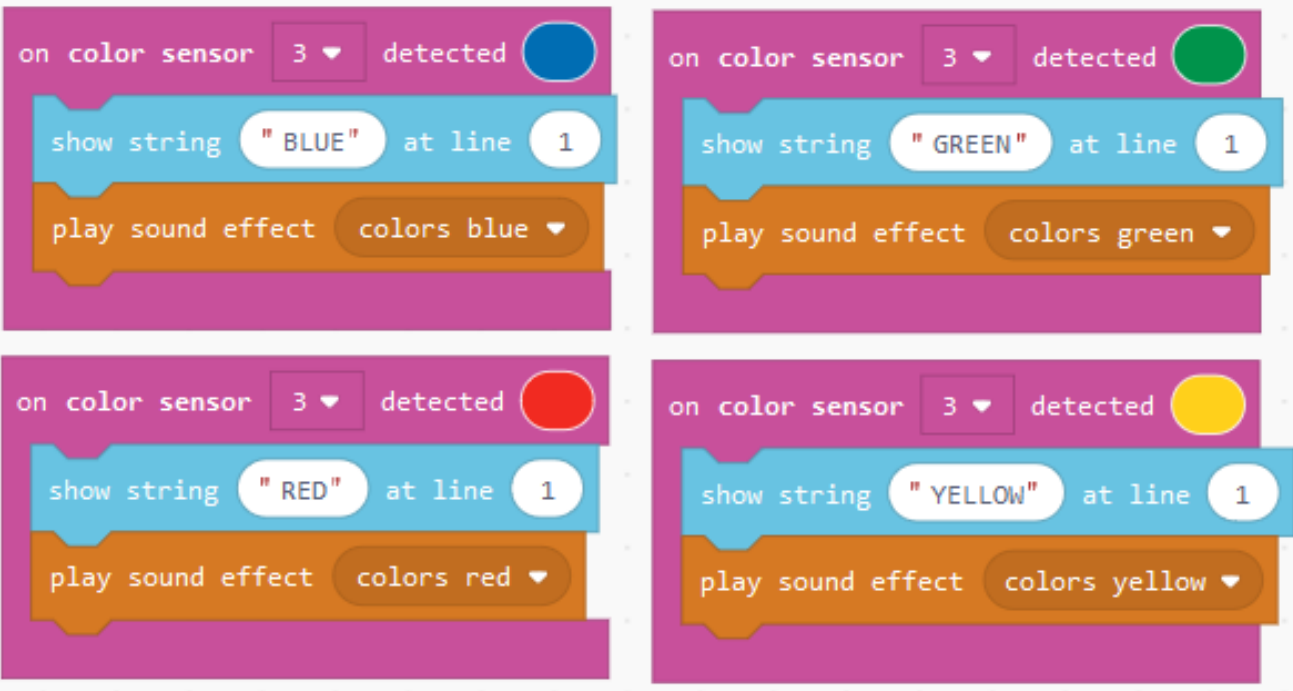 on color sensor 3 detected
show string "BLUE" at line 1
play sound effect colors blue
on color sensor 3 detected
show string "GREEN" at line 1
play sound effect colors green
on color sensor 3 detected
show string "RED" at line 1
play sound effect colors red
on color sensor 3 detected
show string "YELLOW" at line 1
play sound effect colors yellow